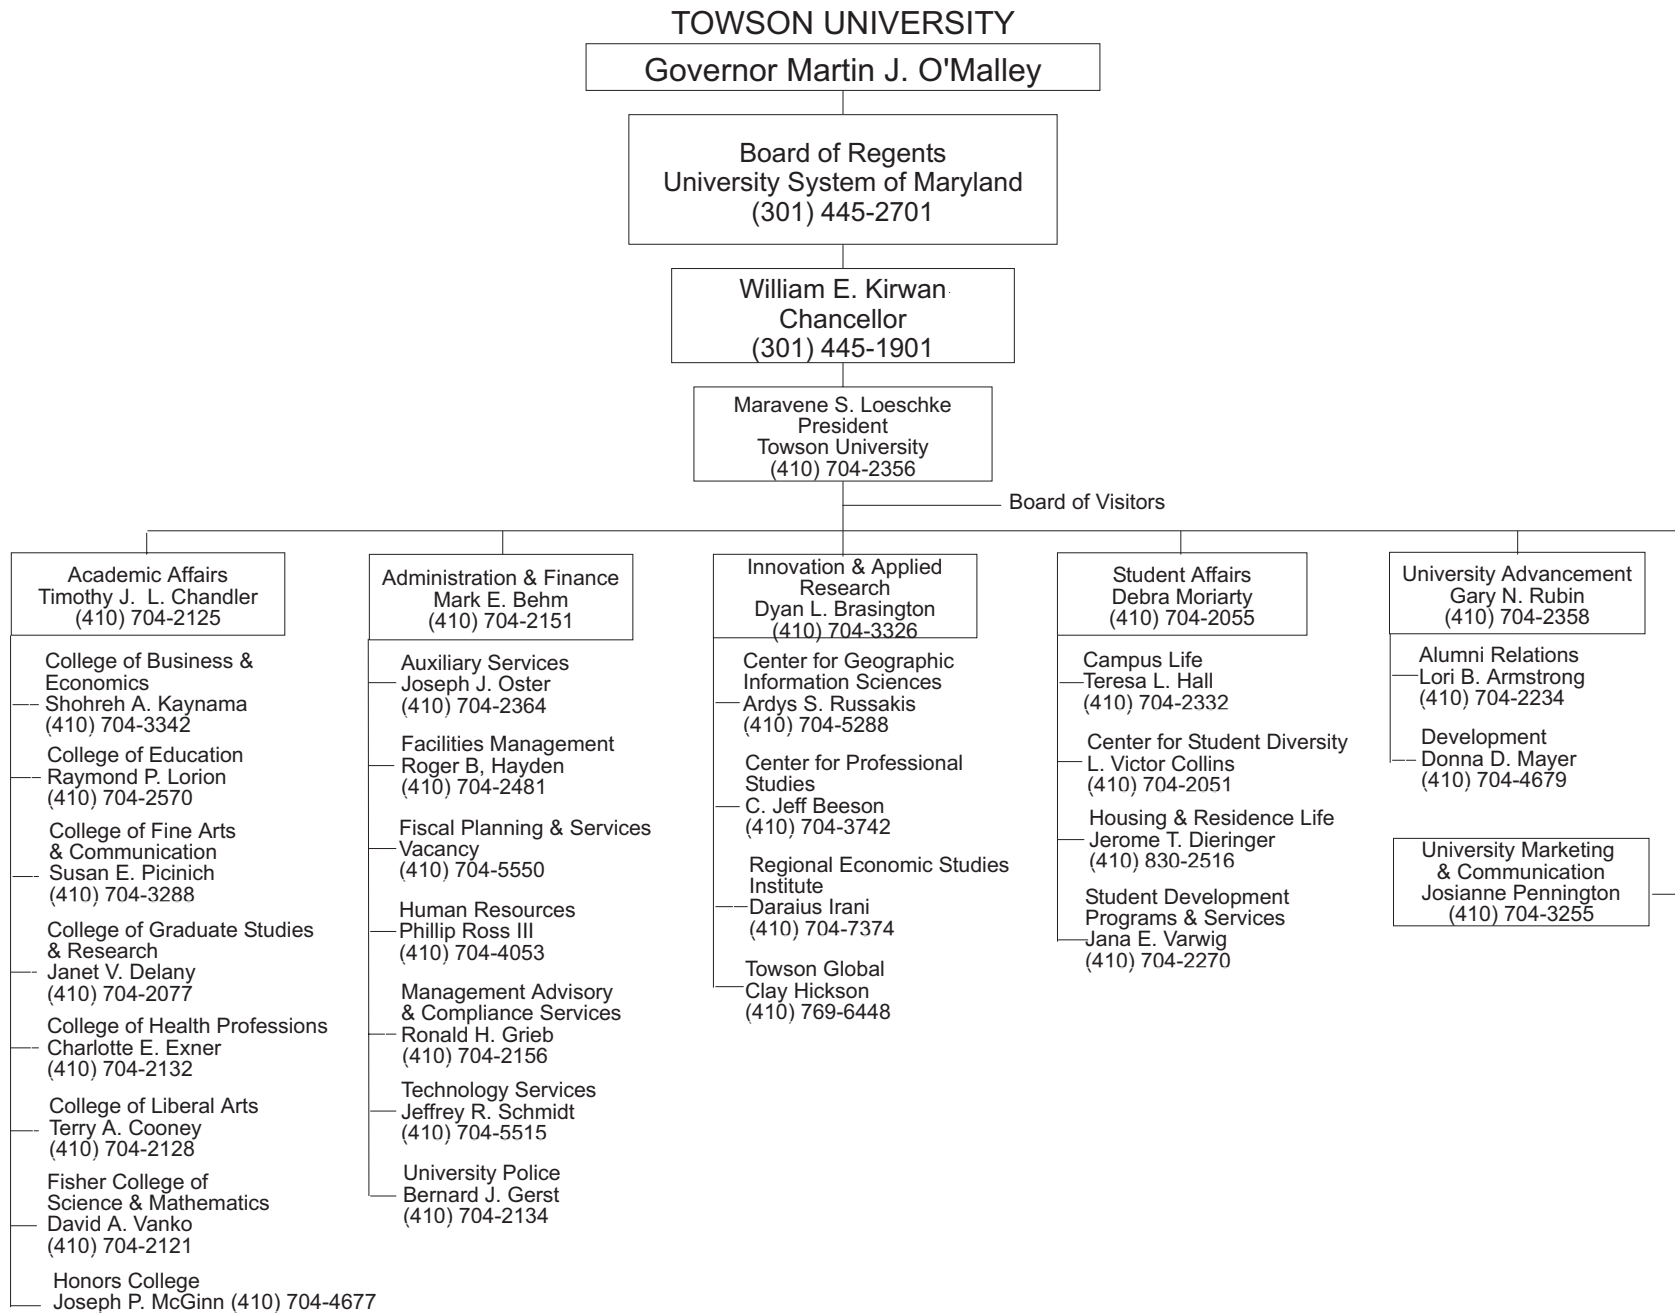 TOWSON UNIVERSITY
Governor Martin J. O'Malley
Board of Regents
University System of Maryland
(301) 445-2701
William E. Kirwan
Chancellor
(301) 445-1901
Maravene S. Loeschke
President
Towson University
(410) 704-2356
Board of Visitors
Academic Affairs
Timothy J. L. Chandler
(410) 704-2125
College of Business &
Economics
Shohreh A. Kaynama
(410) 704-3342
College of Education
Raymond P. Lorion
(410) 704-2570
College of Fine Arts
& Communication
Susan E. Picinich
(410) 704-3288
College of Graduate Studies
& Research
Janet V. Delany
(410) 704-2077
College of Health Professions
Charlotte E. Exner
(410) 704-2132
College of Liberal Arts
Terry A. Cooney
(410) 704-2128
Fisher College of
Science & Mathematics
David A. Vanko
(410) 704-2121
Honors College
Joseph P. McGinn (410) 704-4677
Administration & Finance
Mark E. Behm
(410) 704-2151
Auxiliary Services
Joseph J. Oster
(410) 704-2364
Facilities Management
Roger B, Hayden
(410) 704-2481
Fiscal Planning & Services
Vacancy
(410) 704-5550
Human Resources
Phillip Ross III
(410) 704-4053
Management Advisory
& Compliance Services
Ronald H. Grieb
(410) 704-2156
Technology Services
Jeffrey R. Schmidt
(410) 704-5515
University Police
Bernard J. Gerst
(410) 704-2134
Innovation & Applied
Research
Dyan L. Brasington
(410) 704-3326
Center for Geographic
Information Sciences
Ardys S. Russakis
(410) 704-5288
Center for Professional
Studies
C. Jeff Beeson
(410) 704-3742
Regional Economic Studies
Institute
Daraius Irani
(410) 704-7374
Towson Global
Clay Hickson
(410) 769-6448
Student Affairs
Debra Moriarty
(410) 704-2055
Campus Life
Teresa L. Hall
(410) 704-2332
Center for Student Diversity
L. Victor Collins
(410) 704-2051
Housing & Residence Life
Jerome T. Dieringer
(410) 830-2516
Student Development
Programs & Services
Jana E. Varwig
(410) 704-2270
University Advancement
Gary N. Rubin
(410) 704-2358
Alumni Relations
Lori B. Armstrong
(410) 704-2234
Development
Donna D. Mayer
(410) 704-4679
University Marketing
& Communication
Josianne Pennington
(410) 704-3255